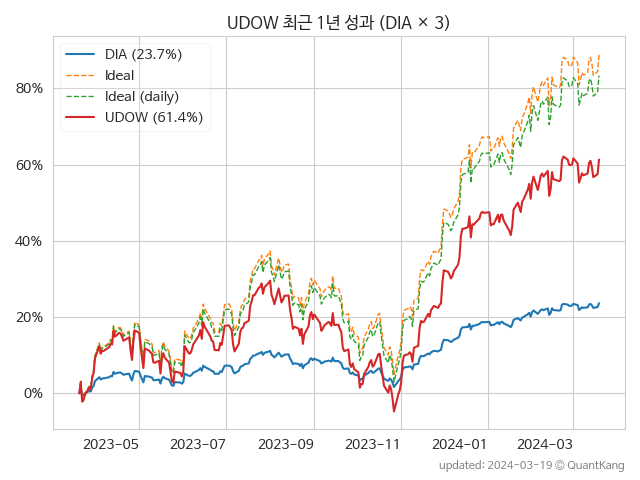 UDOW 최근 1년 성과 (DIA × 3)
DIA (23.7%)
Ideal
Ideal (daily)
UDOW (61.4%)
80%
60%
40%
20%
0%
2023-05 2023-07 2023-09 2023-11 2024-01 2024-03
updated: 2024-03-19 © QuantKang